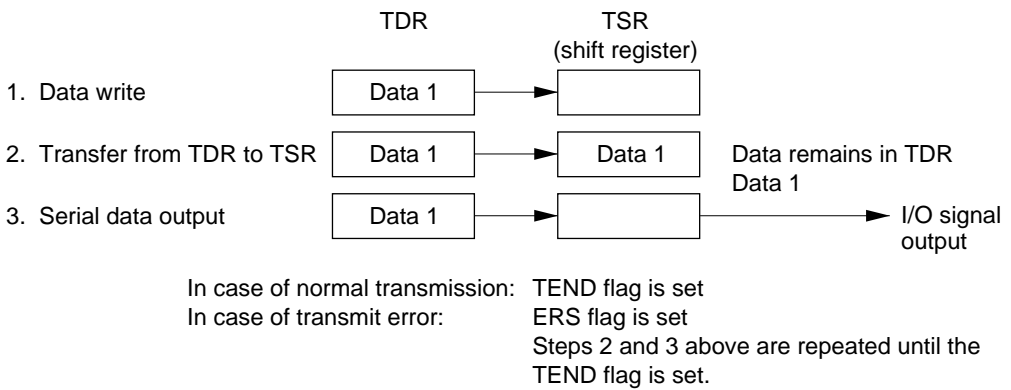 TDR TSR
(shift register)
1. Data write Data 1
2. Transfer from TDR to TSR Data 1 Data 1 Data remains in TDR
Data 1
3. Serial data output Data 1 I/O signal
output
In case of normal transmission: TEND flag is set
In case of transmit error: ERS flag is set
Steps 2 and 3 above are repeated until the
TEND flag is set.